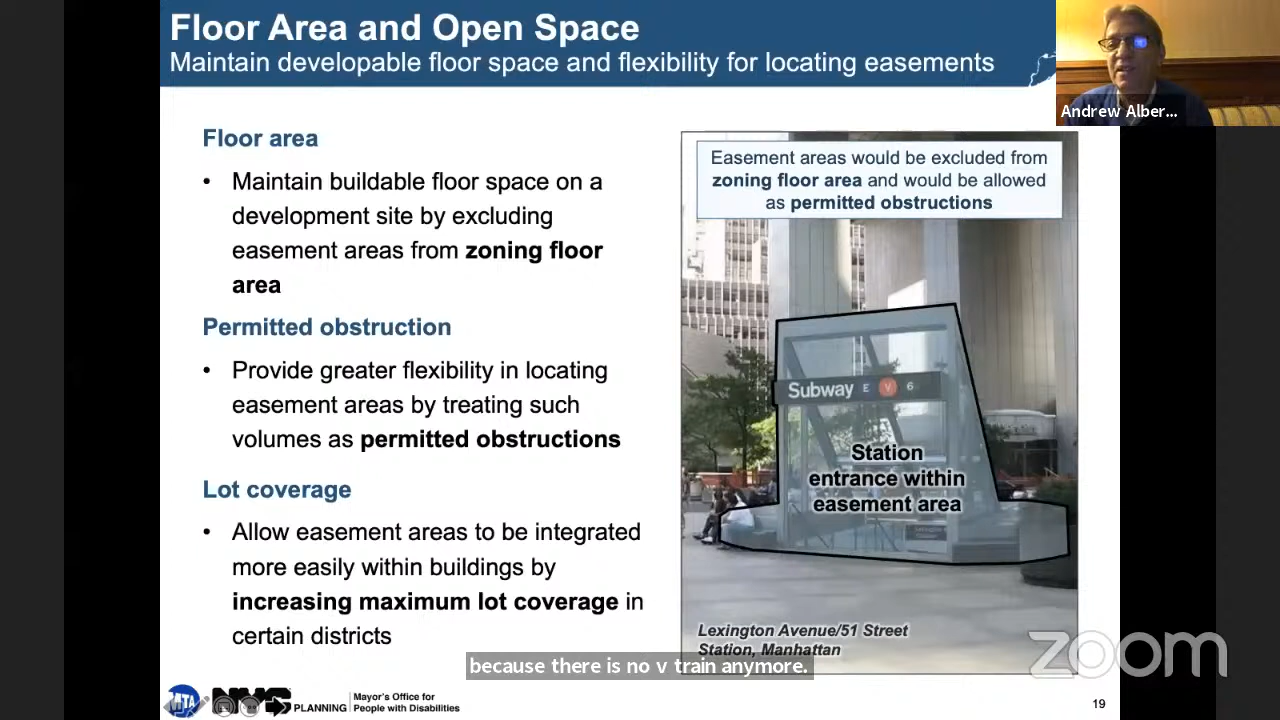 Floor Area and Open Space
Maintain developable floor space and flexibility for locating easements
Andrew Alber...
Floor area
• Maintain buildable floor space on a
development site by excluding
easement areas from zoning floor
area
Permitted obstruction
• Provide greater flexibility in locating
easement areas by treating such
volumes as permitted obstructions
Lot coverage
• Allow easement areas to be integrated
more easily within buildings by
increasing maximum lot coverage in
certain districts
Easement areas would be excluded from
zoning floor area and would be allowed
as permitted obstructions
Subway E V 6
Station
entrance within
easement area
Lexington Avenue/51 Street
Station, Manhattan
because there is no v train anymore.
zoom
MTA
NYC
PLANNING
Mayor's Office for
People with Disabilities
19